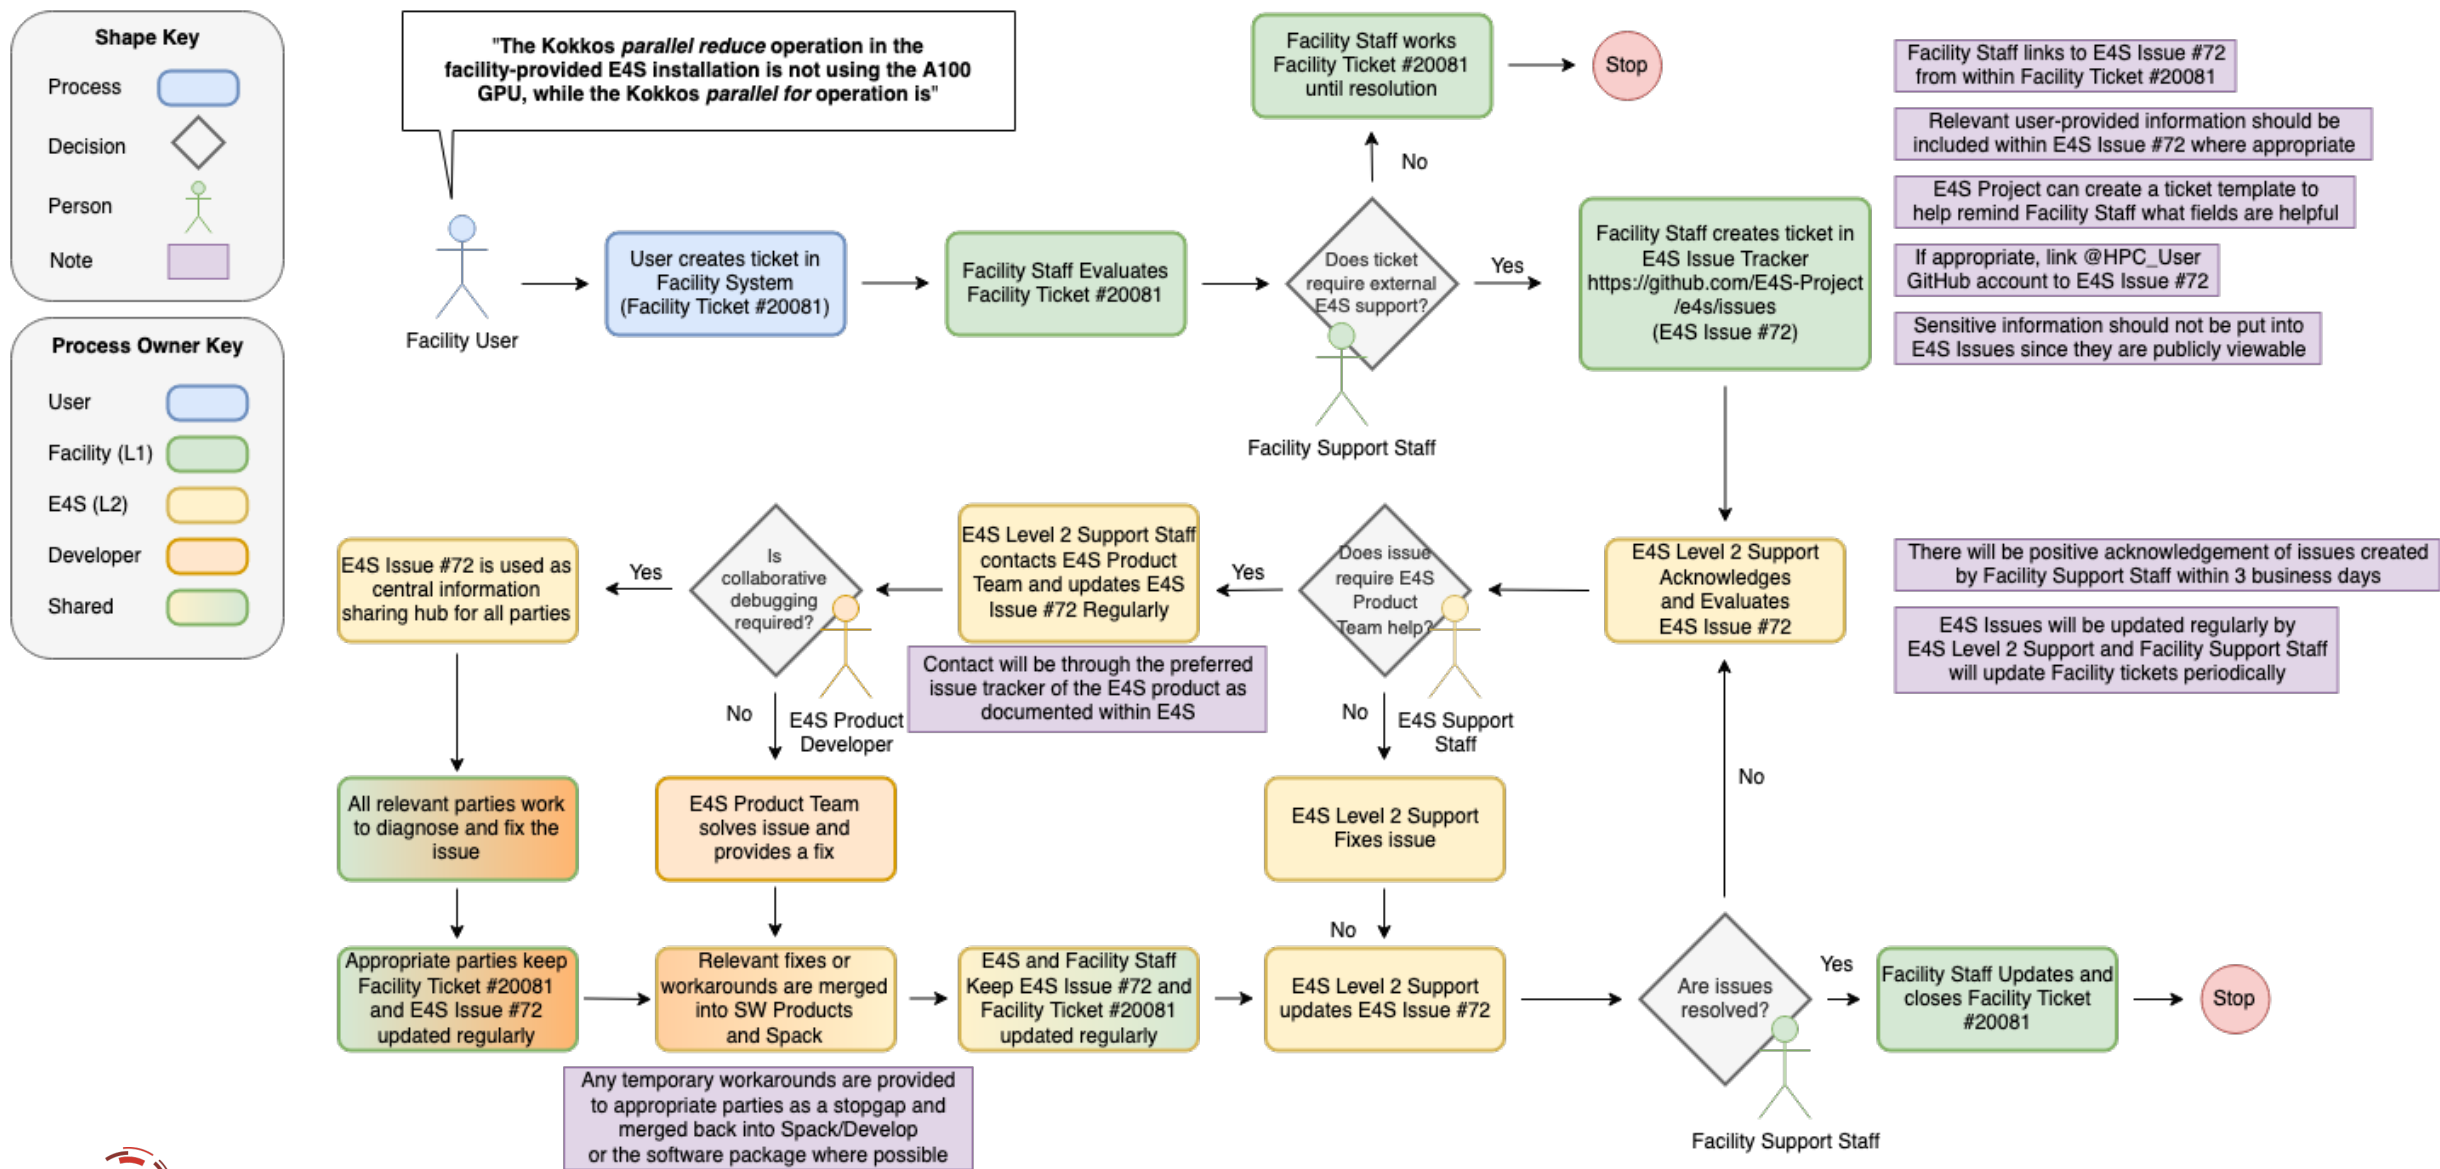 Shape Key
Process
Decision
Person
Note
Process Owner Key
User
Facility (L1)
E4S (L2)
Developer
Shared
"The Kokkos parallel reduce operation in the
facility-provided E4S installation is not using the A100
GPU, while the Kokkos parallel for operation is"
Facility User
User creates ticket in
Facility System
(Facility Ticket #20081)
Facility Staff Evaluates
Facility Ticket #20081
Does ticket
require external
E4S support?
Facility Support Staff
No
Facility Staff works
Facility Ticket #20081
until resolution
Stop
Yes
Facility Staff creates ticket in
E4S Issue Tracker
https://github.com/E4S-Project
/e4s/issues
(E4S Issue #72)
Facility Staff links to E4S Issue #72
from within Facility Ticket #20081
Relevant user-provided information should be
included within E4S Issue #72 where appropriate
E4S Project can create a ticket template to
help remind Facility Staff what fields are helpful
If appropriate, link @HPC_User
GitHub account to E4S Issue #72
Sensitive information should not be put into
E4S Issues since they are publicly viewable
E4S Level 2 Support
Acknowledges
and Evaluates
E4S Issue #72
There will be positive acknowledgement of issues created
by Facility Support Staff within 3 business days
E4S Issues will be updated regularly by
E4S Level 2 Support and Facility Support Staff
will update Facility tickets periodically
Does issue
require E4S
Product
Team help?
E4S Support
Staff
Yes
E4S Level 2 Support Staff
contacts E4S Product
Team and updates E4S
Issue #72 Regularly
Contact will be through the preferred
issue tracker of the E4S product as
documented within E4S
Is
collaborative
debugging
required?
E4S Product
Developer
Yes
E4S Issue #72 is used as
central information
sharing hub for all parties
No
No
No
All relevant parties work
to diagnose and fix the
issue
E4S Product Team
solves issue and
provides a fix
E4S Level 2 Support
Fixes issue
No
Appropriate parties keep
Facility Ticket #20081
and E4S Issue #72
updated regularly
Relevant fixes or
workarounds are merged
into SW Products
and Spack
E4S and Facility Staff
Keep E4S Issue #72 and
Facility Ticket #20081
updated regularly
E4S Level 2 Support
updates E4S Issue #72
Are issues
resolved?
Facility Support Staff
Yes
Facility Staff Updates and
closes Facility Ticket
#20081
Stop
Any temporary workarounds are provided
to appropriate parties as a stopgap and
merged back into Spack/Develop
or the software package where possible